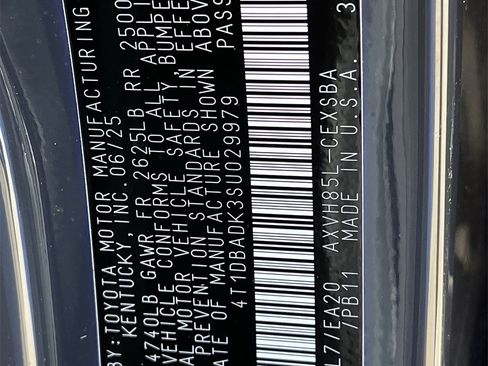 BY:TOYOTA MOTOR MANUFACTURING
KENTUCKY, INC. 06/25
4740LB GAWR FR 2625LB RR 2500
VEHICLE CONFORMS TO ALL APPLI
AL MOTOR VEHICLE SAFETY, BUMPE
PREVENTION STANDARDS IN EFFE
ATE OF MANUFACTURE SHOWN ABOV
4T1DBADK3SU029979 PASS
L7/EA20 AXVH85L-CEXSBA
7PB11 MADE IN U.S.A. 3